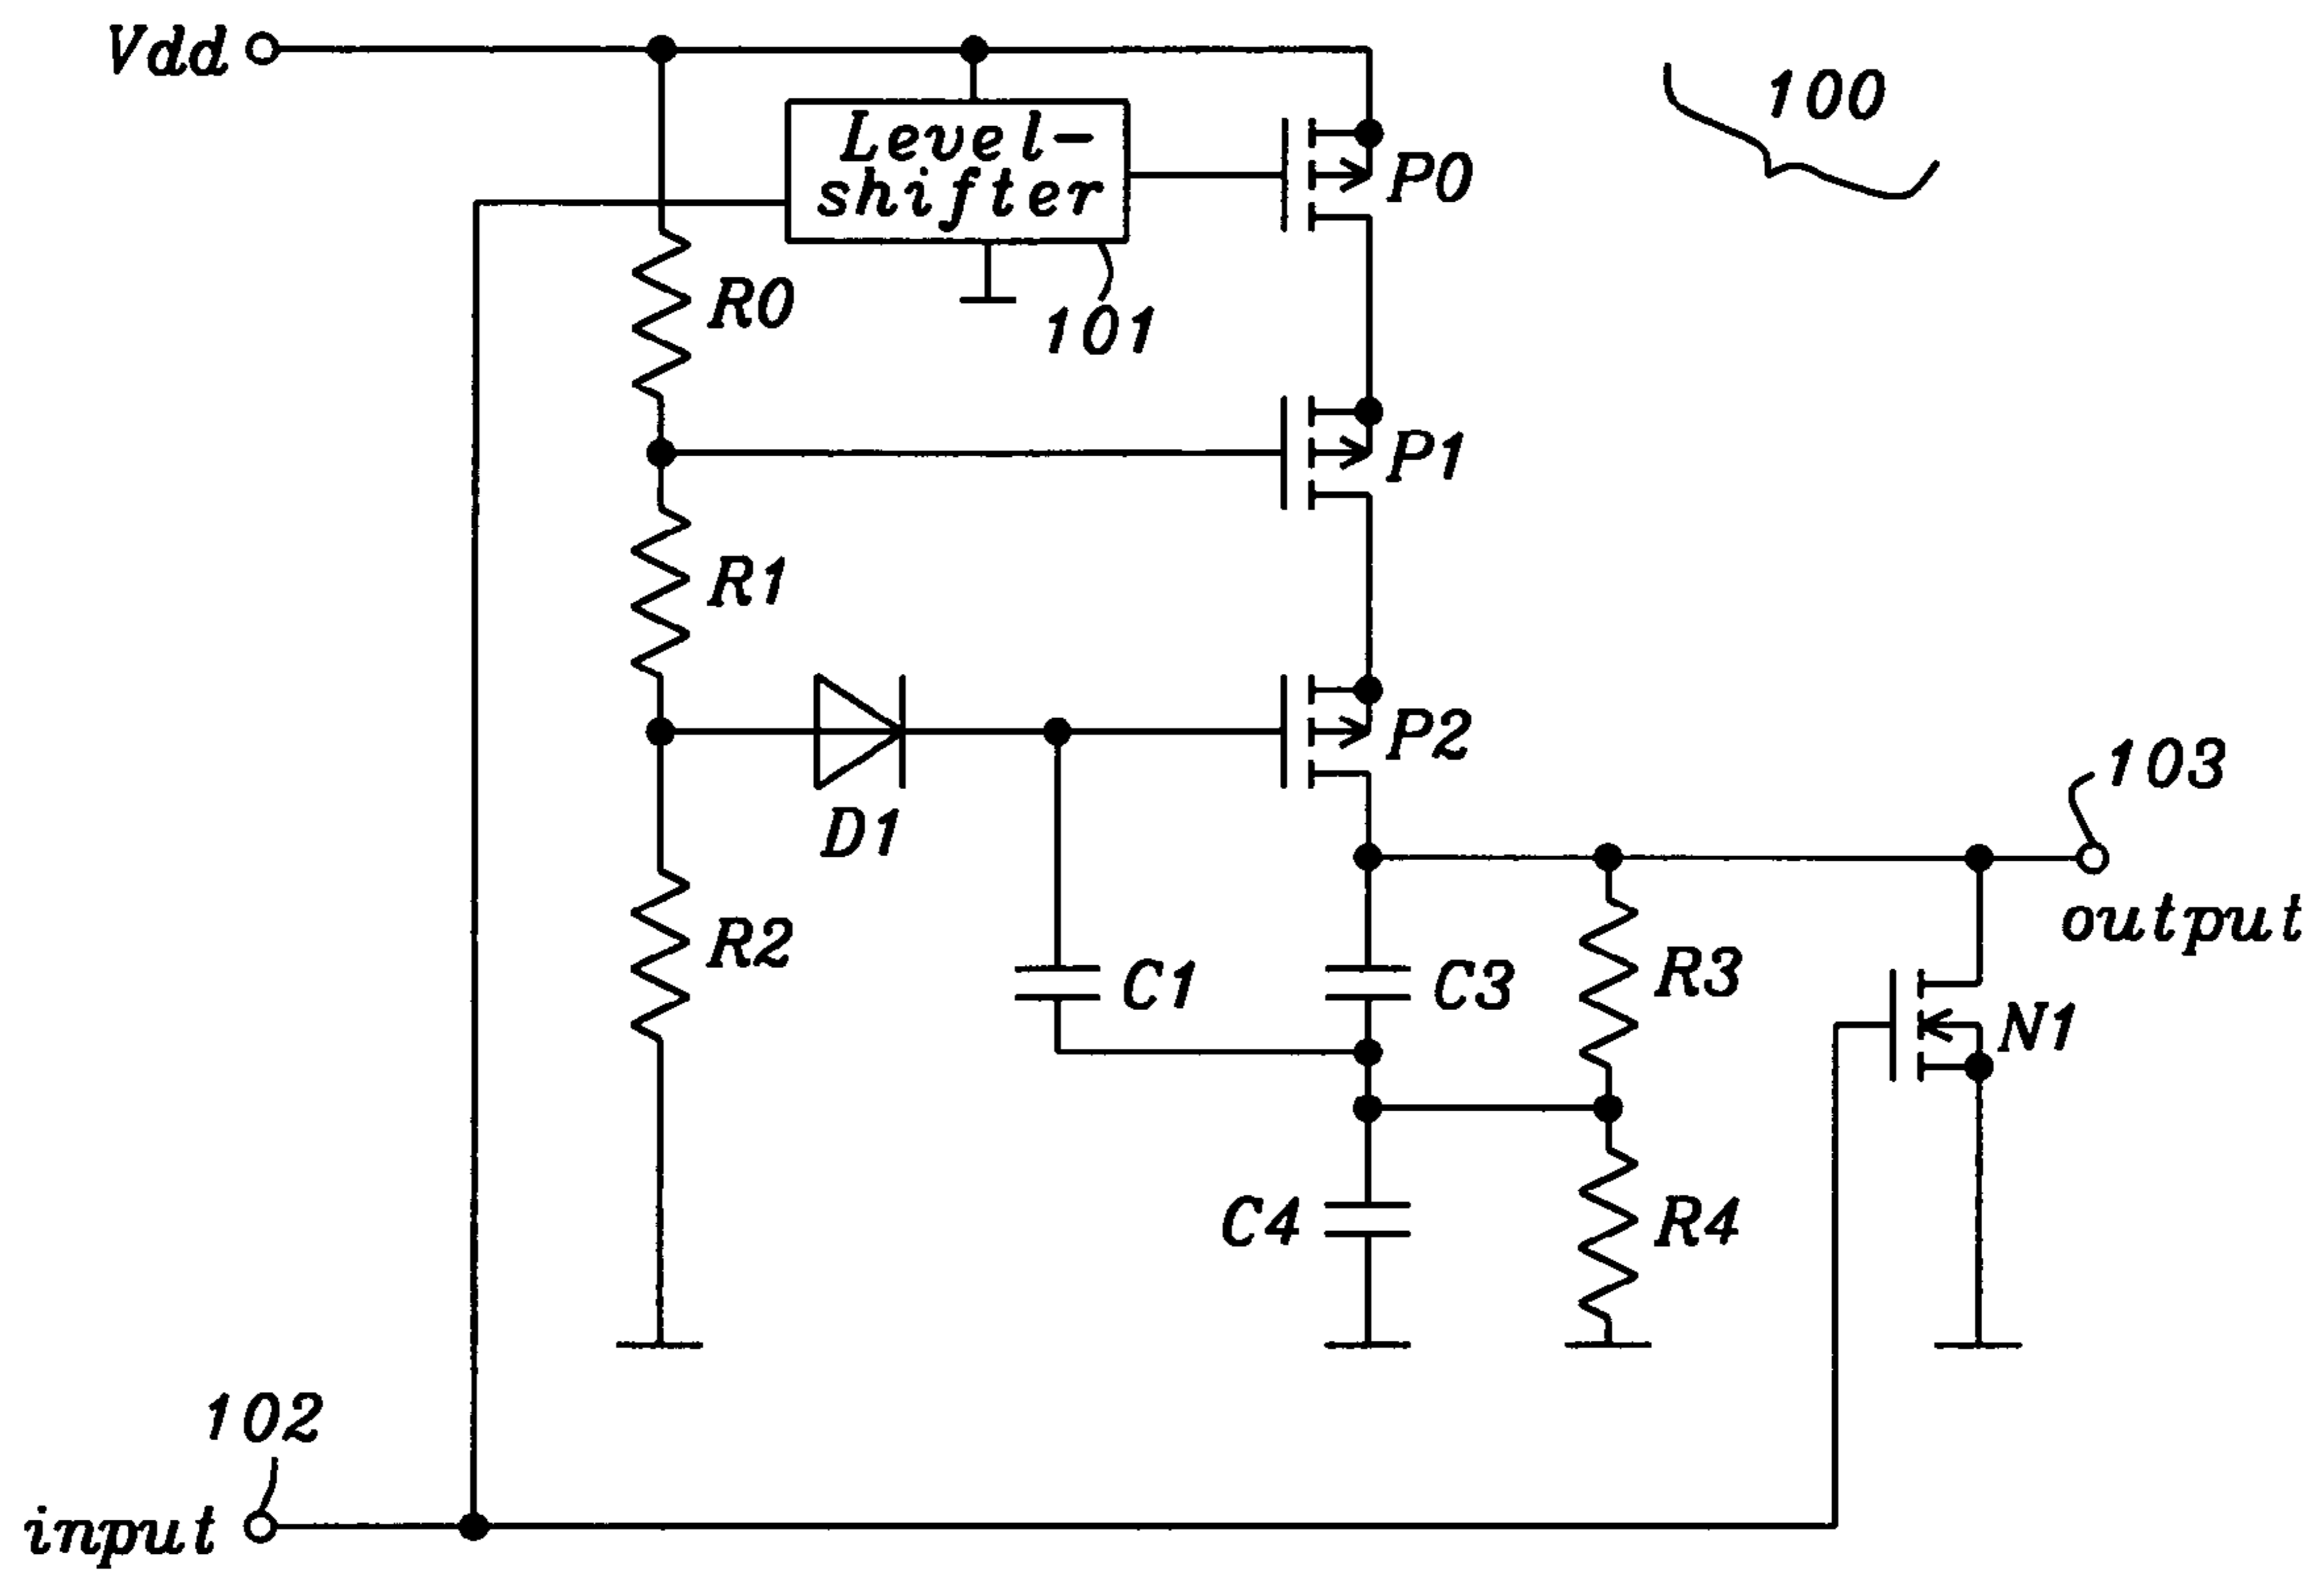 Vdd
100
Level-
shifter
P0
R0
101
P1
R1
P2
103
D1
output
R2
C1
C3
R3
N1
C4
R4
102
input